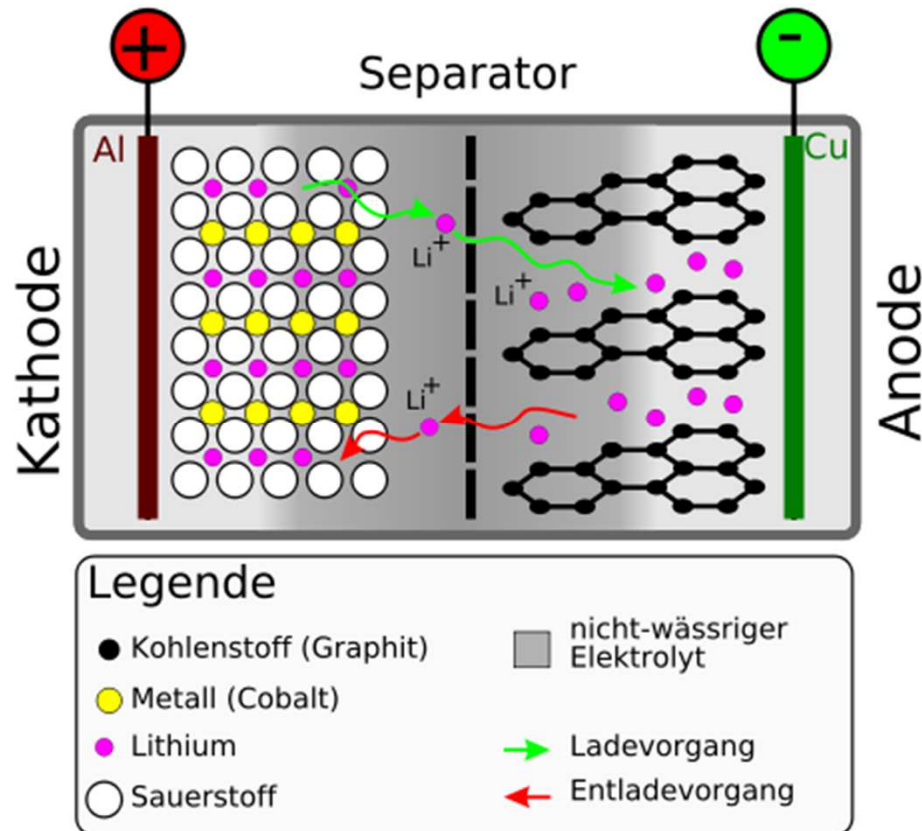 +
-
Separator
Al
Cu
Kathode
Anode
Li+
Li+
Li+
Legende
Kohlenstoff (Graphit)
Metall (Cobalt)
Lithium
Sauerstoff
nicht-wässriger
Elektrolyt
Ladevorgang
Entladevorgang